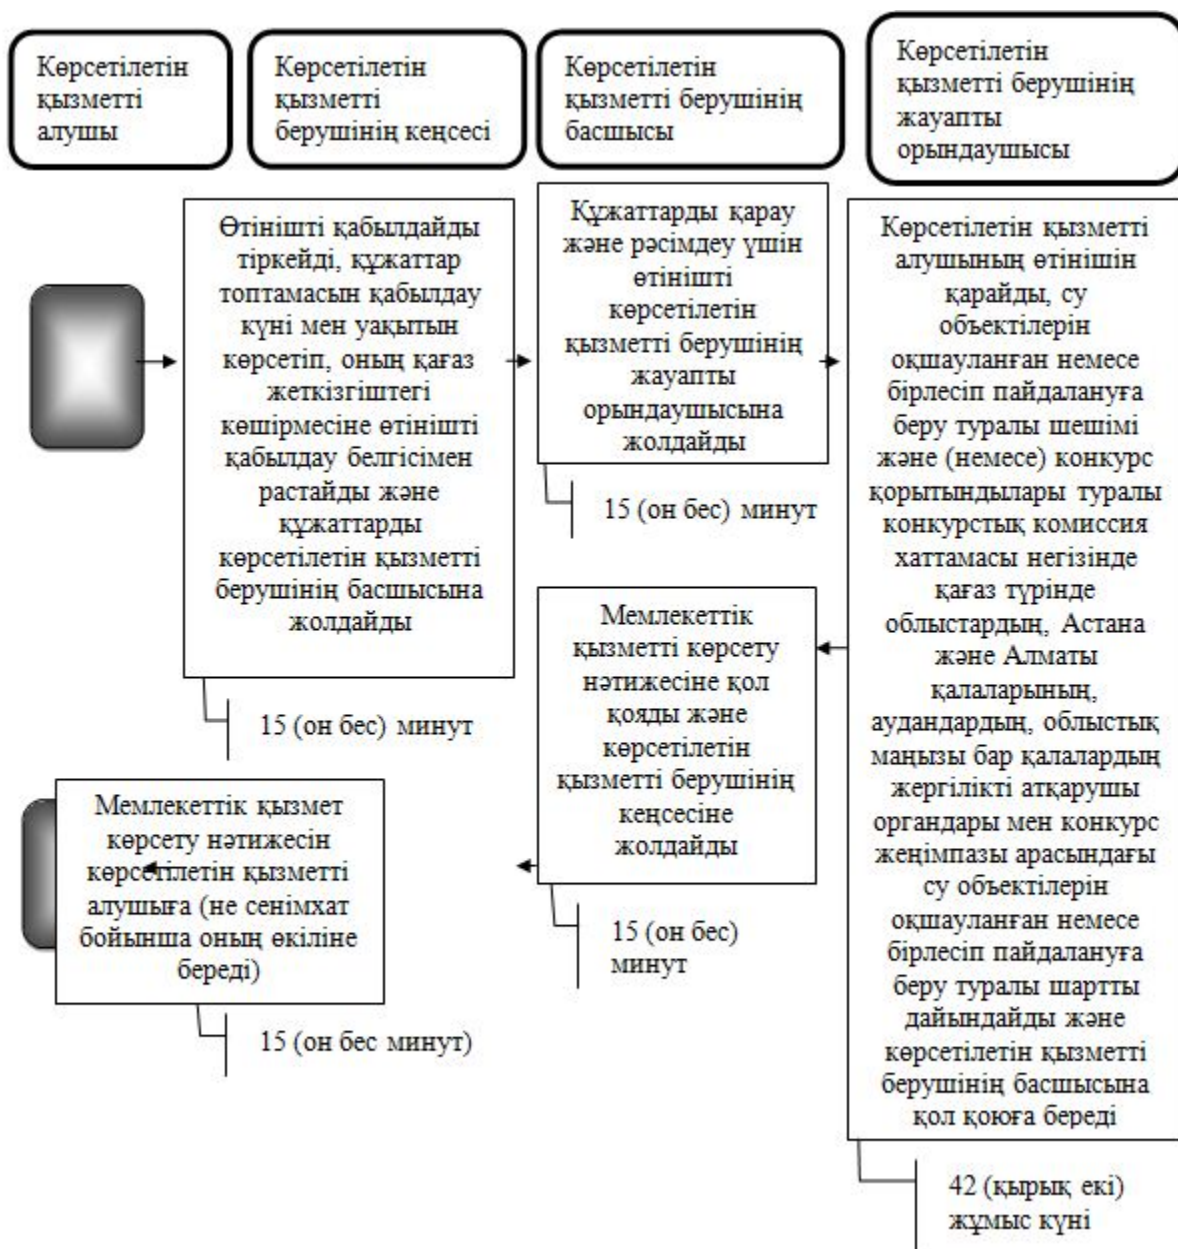 Көрсетілетін
қызметті
алушы
Көрсетілетін
қызметті
берушінің кеңсесі
Көрсетілетін
қызметті берушінің
басшысы
Көрсетілетін
қызметті берушінің
жауапты
орындаушысы
Өтінішті қабылдайды
тіркейді, құжаттар
топтамасын қабылдау
күні мен уақытын
көрсетіп, оның қағаз
жеткізгіштегі
көшірмесіне өтінішті
қабылдау белгісімен
растайды және
құжаттарды
көрсетілетін қызметті
берушінің басшысына
жолдайды
15 (он бес) минут
Құжаттарды қарау
және рәсімдеу үшін
өтінішті
көрсетілетін
қызметті берушінің
жауапты
орындаушысына
жолдайды
15 (он бес) минут
Көрсетілетін қызметті
алушының өтінішін
қарайды, су
объектілерін
оқшауланған немесе
бірлесіп пайдалануға
беру туралы шешімі
және (немесе) конкурс
қорытындылары туралы
конкурстық комиссия
хаттамасы негізінде
қағаз түрінде
облыстардың, Астана
және Алматы
қалаларының,
аудандардың, облыстық
маңызы бар қалалардың
жергілікті атқарушы
органдары мен конкурс
жеңімпазы арасындағы
су объектілерін
оқшауланған немесе
бірлесіп пайдалануға
беру туралы шартты
дайындайды және
көрсетілетін қызметті
берушінің басшысына
қол қоюға береді
42 (қырық екі)
жұмыс күні
Мемлекеттік
қызметті көрсету
нәтижесіне қол
қояды және
көрсетілетін
қызметті берушінің
кеңсесіне
жолдайды
15 (он бес)
минут
Мемлекеттік қызмет
көрсету нәтижесін
көрсетілетін қызметті
алушыға (не сенімхат
бойынша оның өкіліне
береді)
15 (он бес минут)